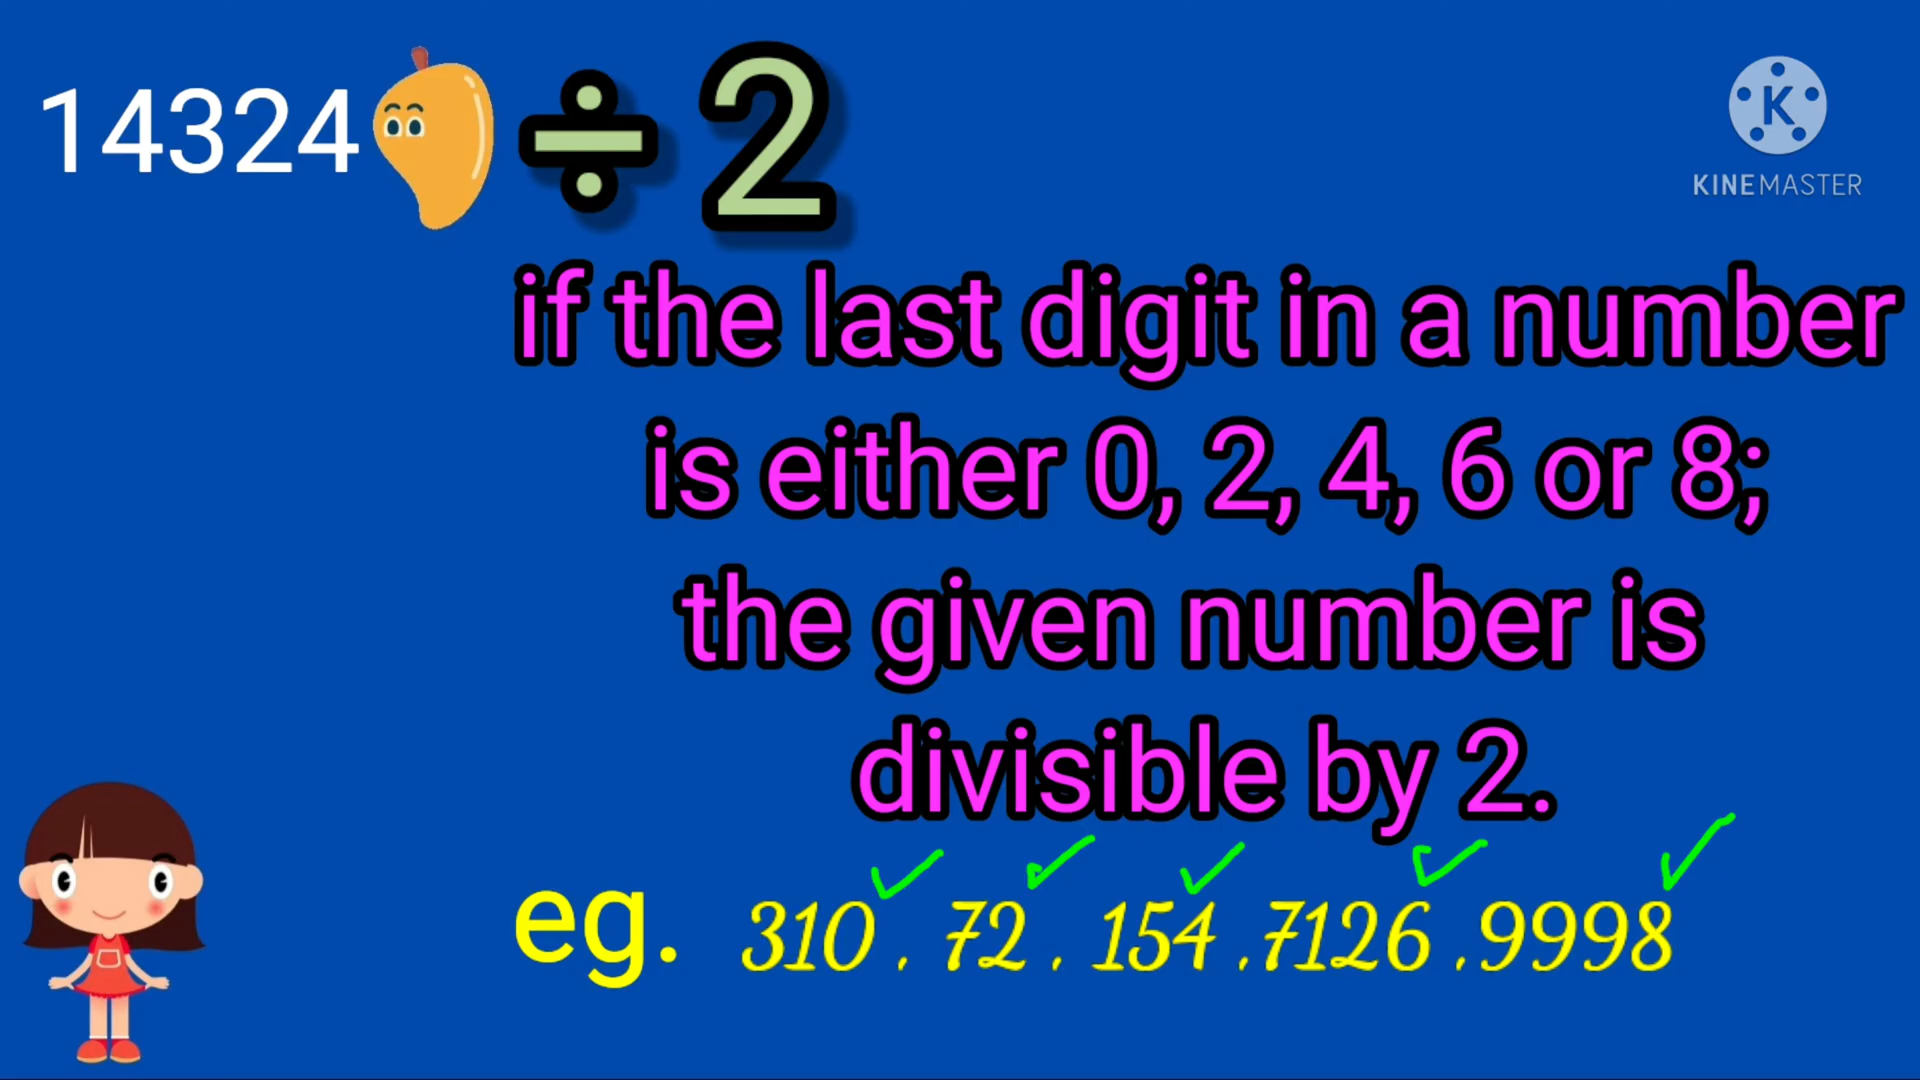 14324 ÷ 2
KINEMASTER
if the last digit in a number
is either 0, 2, 4, 6 or 8;
the given number is
divisible by 2.
eg. 310 , 72 , 154 , 7126 , 9998